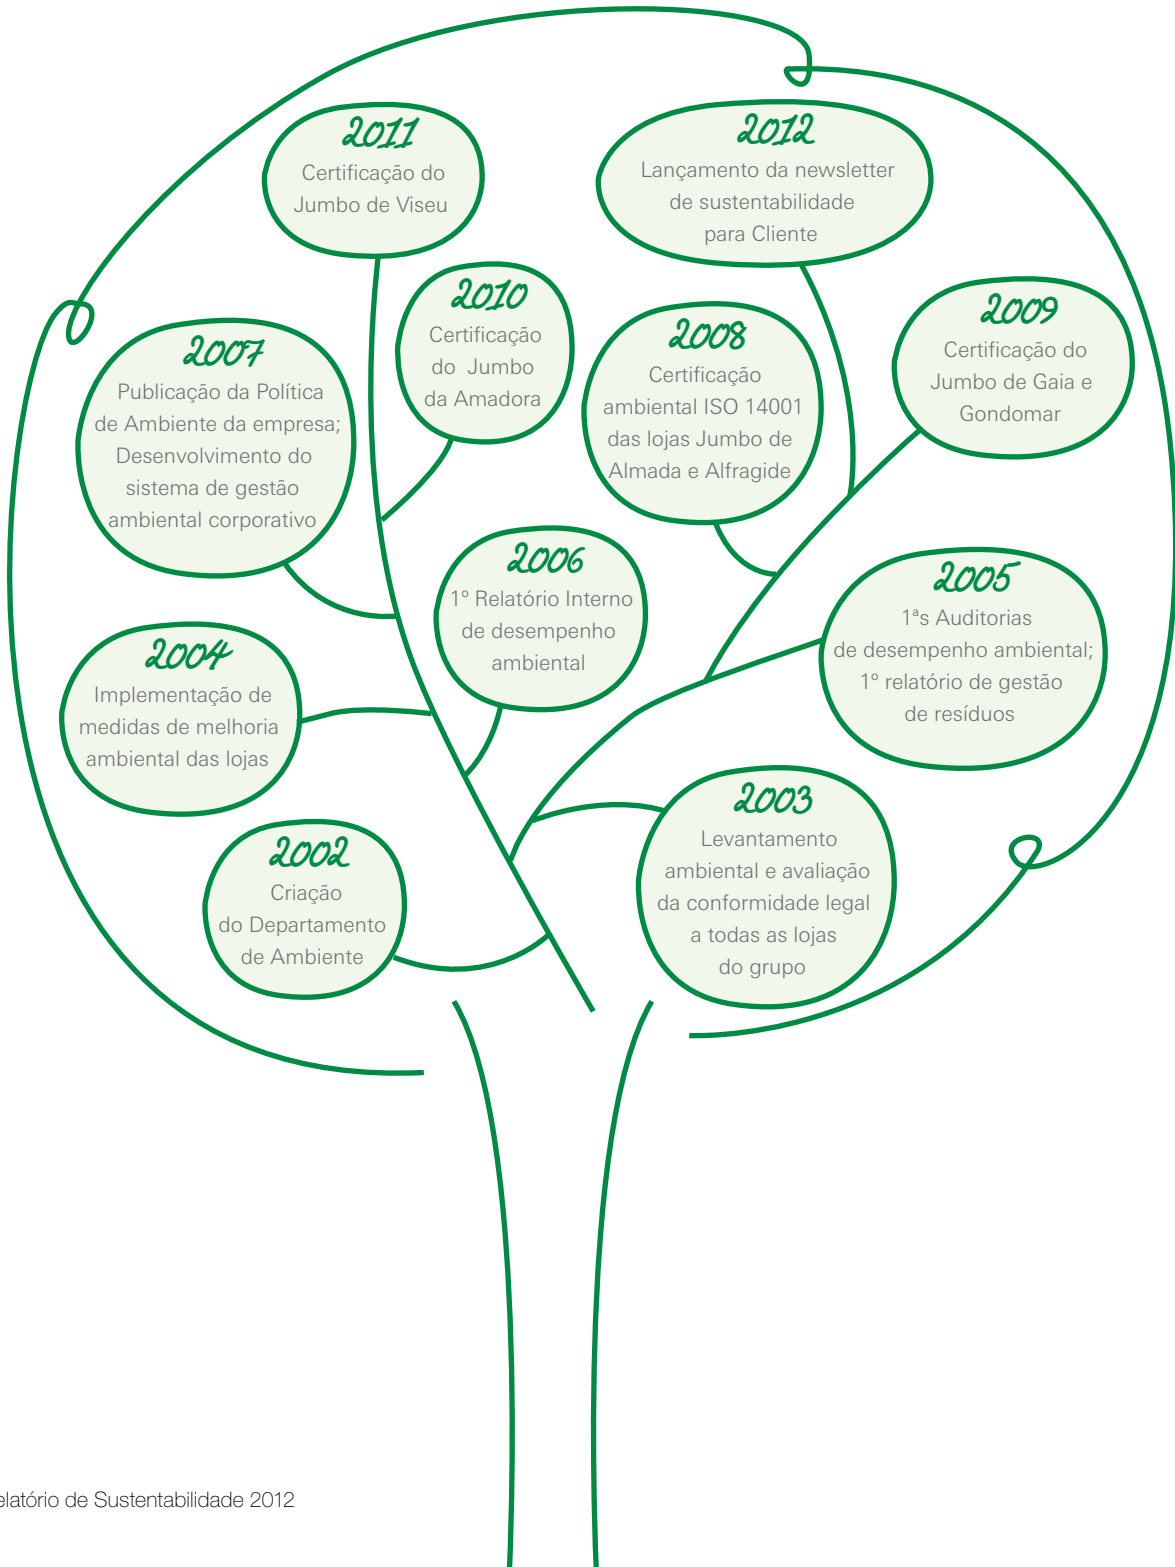 2011
Certificação do
Jumbo de Viseu
2012
Lançamento da newsletter
de sustentabilidade
para Cliente
2010
Certificação
do Jumbo
da Amadora
2009
Certificação do
Jumbo de Gaia e
Gondomar
2007
Publicação da Política
de Ambiente da empresa;
Desenvolvimento do
sistema de gestão
ambiental corporativo
2008
Certificação
ambiental ISO 14001
das lojas Jumbo de
Almada e Alfragide
2006
1º Relatório Interno
de desempenho
ambiental
2005
1ªs Auditorias
de desempenho ambiental;
1º relatório de gestão
de resíduos
2004
Implementação de
medidas de melhoria
ambiental das lojas
2003
Levantamento
ambiental e avaliação
da conformidade legal
a todas as lojas
do grupo
2002
Criação
do Departamento
de Ambiente
elatório de Sustentabilidade 2012